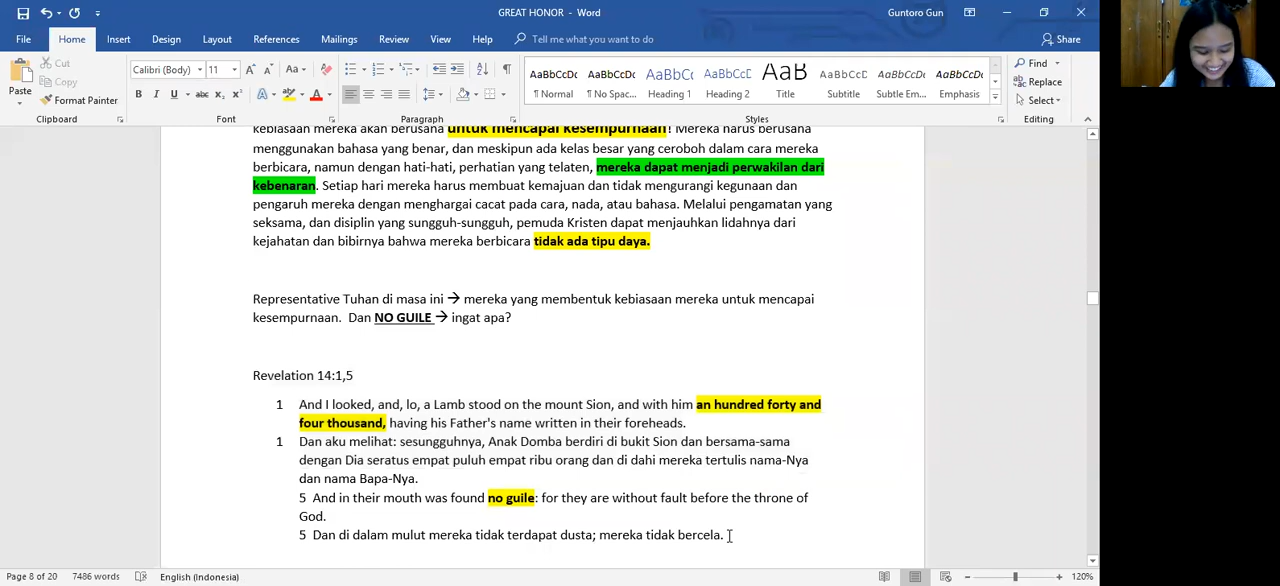 GREAT HONOR - Word
Guntoro Gun
File Home Insert Design Layout References Mailings Review View Help Tell me what you want to do Share
Paste Cut
Copy
Format Painter
Calibri (Body) 11
AaBbCcDc AaBbCcDc AaBbCc AaBbCcD AaB AaBbCcD AaBbCcDc AaBbCcDc
¶ Normal ¶ No Spac... Heading 1 Heading 2 Title Subtitle Subtle Em... Emphasis
Find
Replace
Select
Clipboard Font Paragraph Styles Editing
kebiasaan mereka akan berusaha untuk mencapai kesempurnaan! Mereka harus berusaha
menggunakan bahasa yang benar, dan meskipun ada kelas besar yang ceroboh dalam cara mereka
berbicara, namun dengan hati-hati, perhatian yang telaten, mereka dapat menjadi perwakilan dari
kebenaran. Setiap hari mereka harus membuat kemajuan dan tidak mengurangi kegunaan dan
pengaruh mereka dengan menghargai cacat pada cara, nada, atau bahasa. Melalui pengamatan yang
seksama, dan disiplin yang sungguh-sungguh, pemuda Kristen dapat menjauhkan lidahnya dari
kejahatan dan bibirnya bahwa mereka berbicara tidak ada tipu daya.
Representative Tuhan di masa ini → mereka yang membentuk kebiasaan mereka untuk mencapai
kesempurnaan. Dan NO GUILE → ingat apa?
Revelation 14:1,5
1 And I looked, and, lo, a Lamb stood on the mount Sion, and with him an hundred forty and
four thousand, having his Father's name written in their foreheads.
1 Dan aku melihat: sesungguhnya, Anak Domba berdiri di bukit Sion dan bersama-sama
dengan Dia seratus empat puluh empat ribu orang dan di dahi mereka tertulis nama-Nya
dan nama Bapa-Nya.
5 And in their mouth was found no guile: for they are without fault before the throne of
God.
5 Dan di dalam mulut mereka tidak terdapat dusta; mereka tidak bercela.
Page 8 of 20 7486 words English (Indonesia) 120%